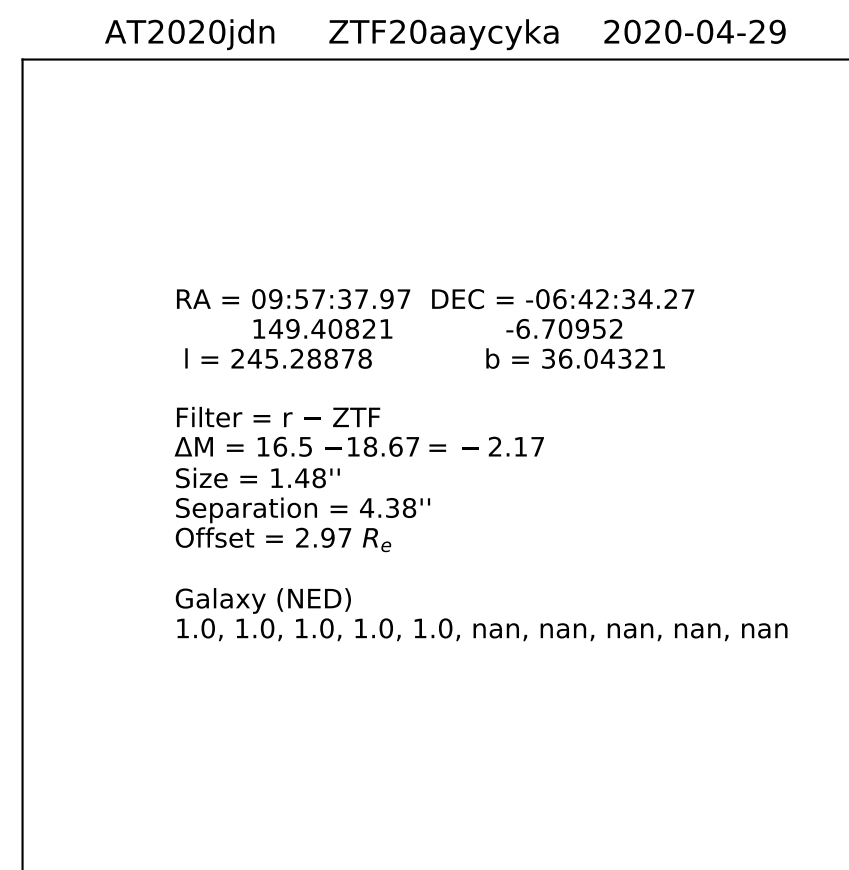 AT2020jdn ZTF20aaycyka 2020-04-29
RA = 09:57:37.97 DEC = -06:42:34.27
149.40821 -6.70952
l = 245.28878 b = 36.04321
Filter = r − ZTF
ΔM = 16.5 −18.67 = − 2.17
Size = 1.48''
Separation = 4.38''
Offset = 2.97 Rₑ
Galaxy (NED)
1.0, 1.0, 1.0, 1.0, 1.0, nan, nan, nan, nan, nan